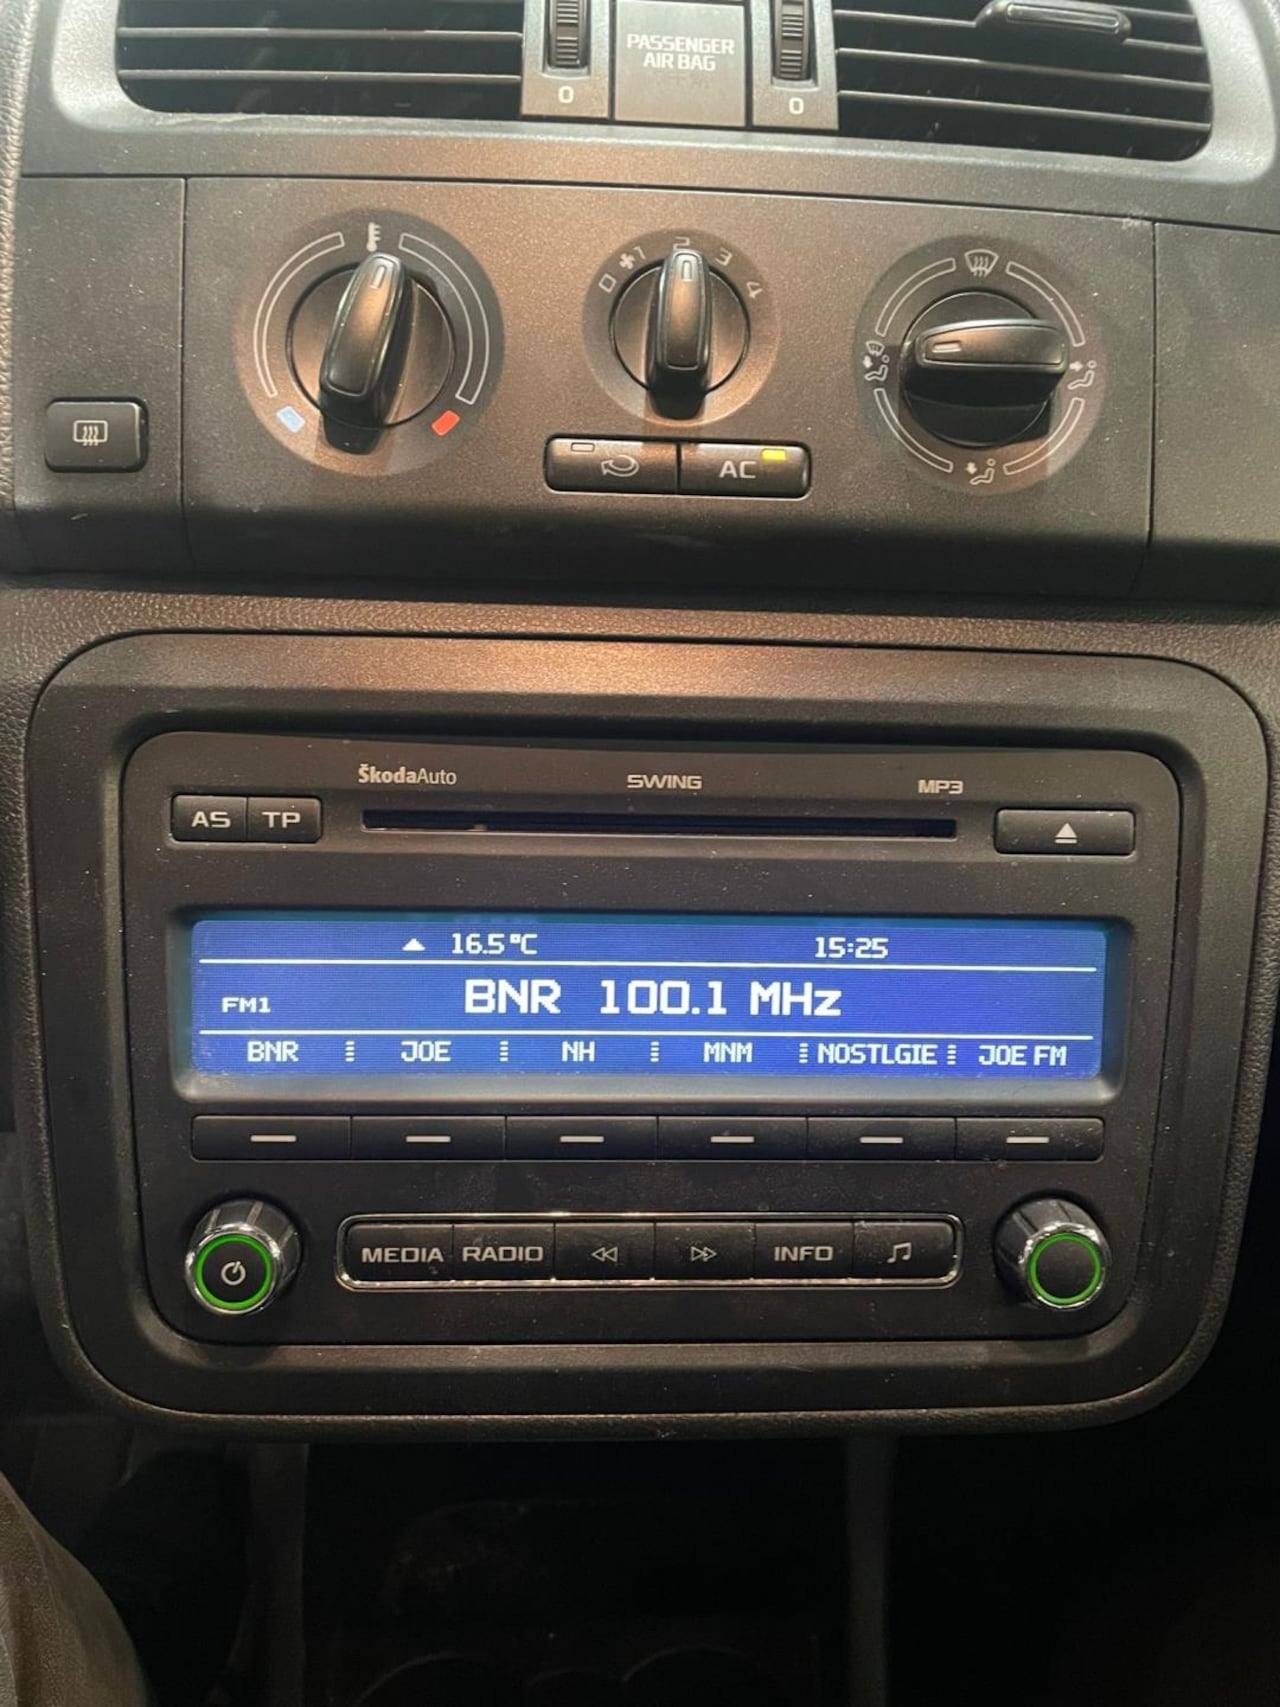 PASSENGER
AIR BAG
0 0
0 1 2 3 4
AC
ŠkodaAuto SWING MP3
AS TP
16.5°C 15:25
FM1 BNR 100.1 MHz
BNR JOE NH MNM NOSTLGIE JOE FM
MEDIA RADIO INFO